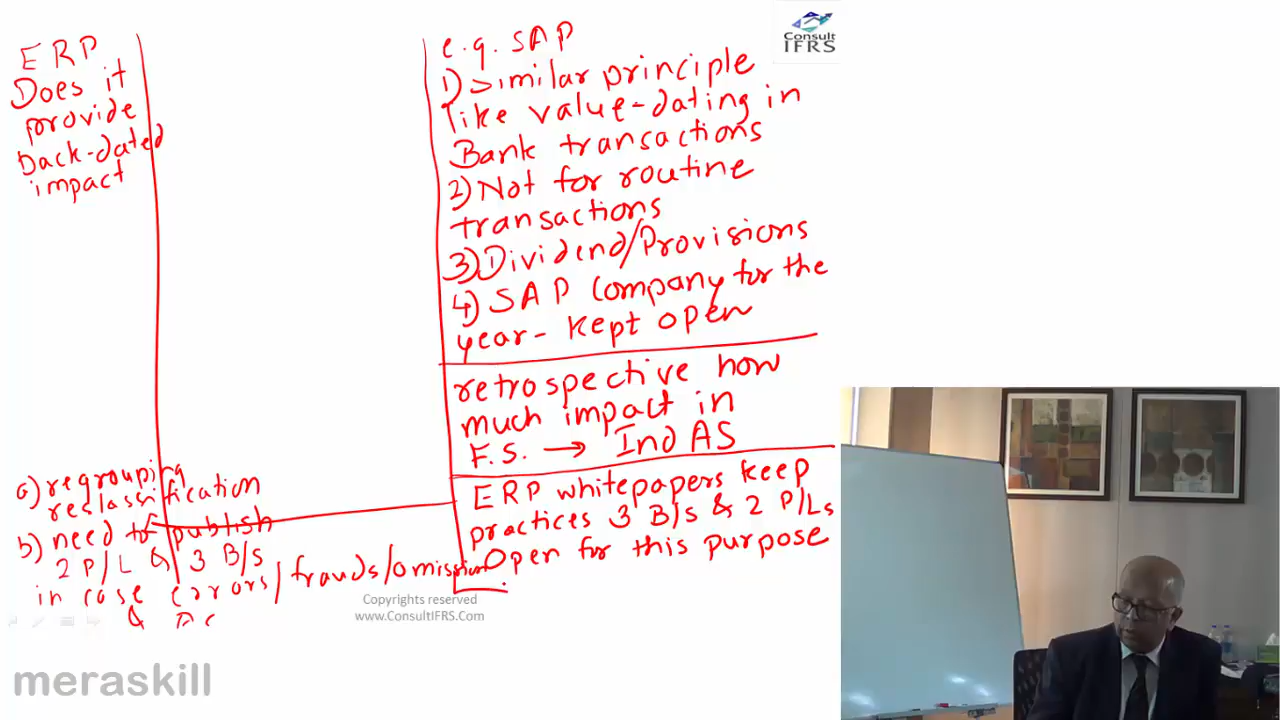 ERP
Does it
provide
back-dated
impact
a) regrouping
reclassification
b) need to publish
2 P/L & 3 B/S
in case errors/frauds/omission
&
e.g. SAP
1) Similar principle
like value-dating in
Bank transactions
2) Not for routine
transactions
3) Dividend/Provisions
4) SAP Company for the
year- kept open
retrospective how
much impact in
F.S. → Ind AS
ERP whitepapers keep
practices 3 B/S & 2 P/Ls
Open for this purpose
Consult
IFRS
Copyrights reserved
www.ConsultIFRS.Com
meraskill